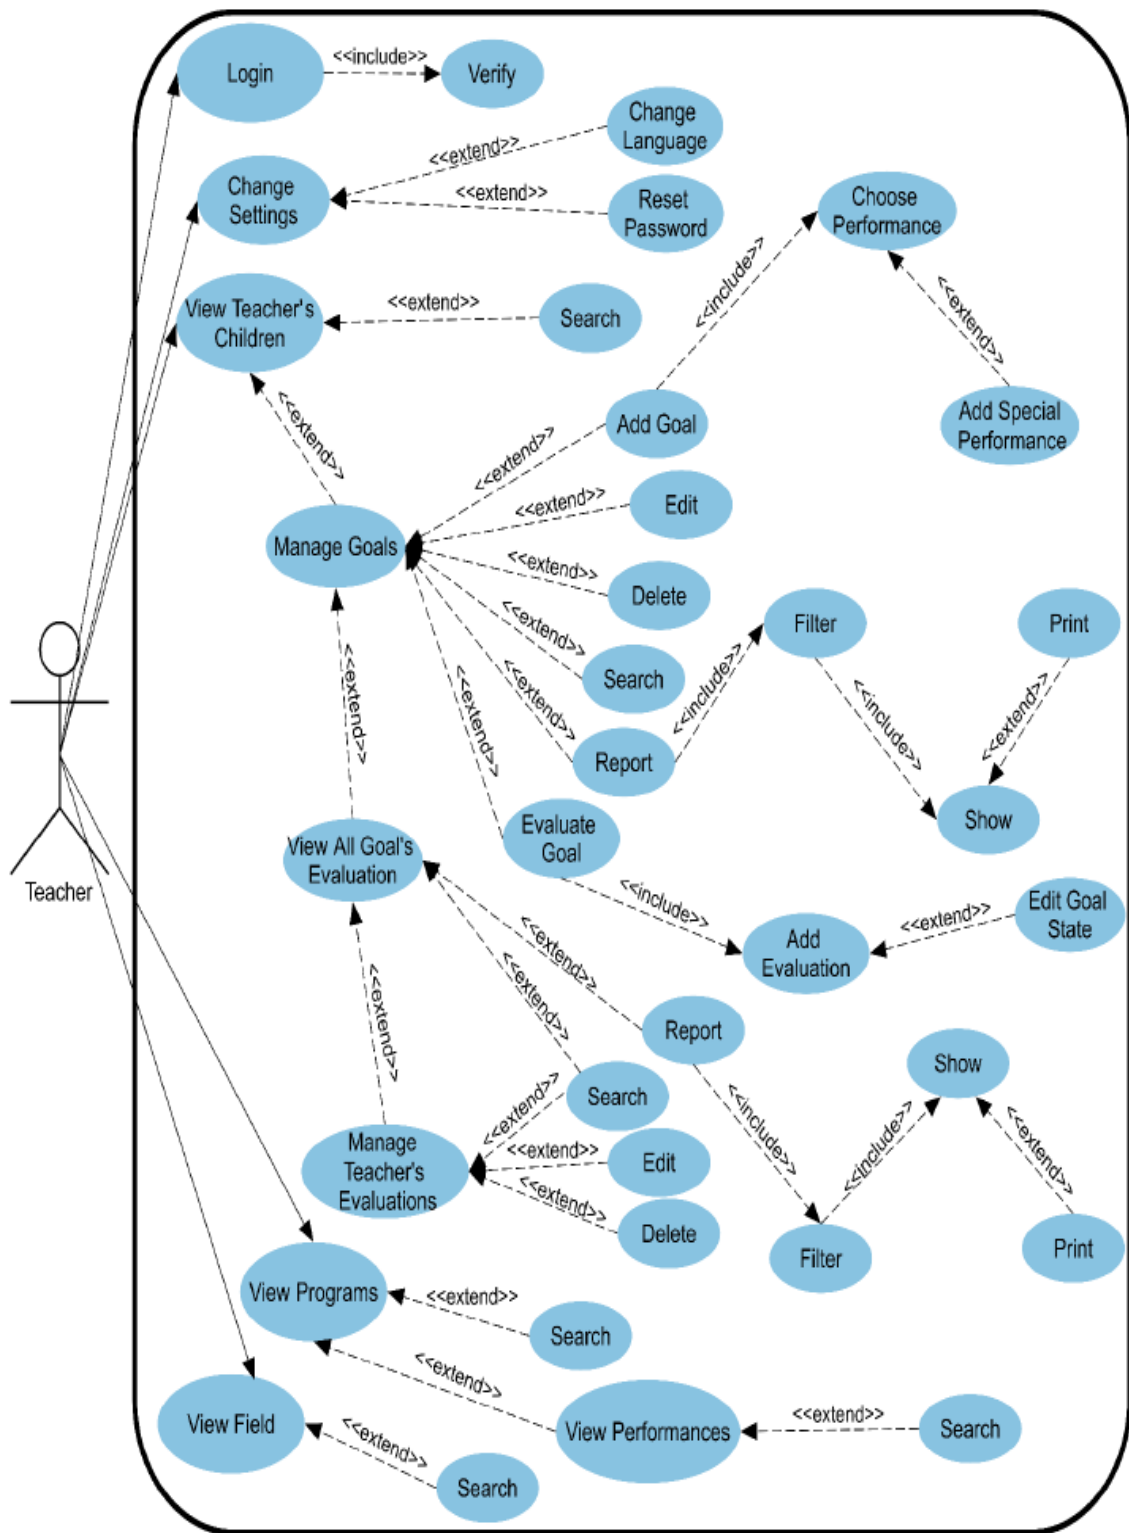 <<include>>
Login
Verify
Change
Language
<<extend>>
Change
Settings
<<extend>>
Reset
Password
Choose
Performance
<<include>>
View Teacher's
Children
<<extend>>
Search
<<extend>>
<<extend>>
Add Goal
Add Special
Performance
<<extend>>
<<extend>>
Edit
Manage Goals
<<extend>>
Delete
Filter
Print
<<extend>>
Search
<<extend>>
<<extend>>
<<extend>>
<<include>>
<<include>>
<<extend>>
Report
Show
Evaluate
Goal
View All Goal's
Evaluation
Teacher
<<include>>
Edit Goal
State
<<extend>>
Add
Evaluation
<<extend>>
<<extend>>
<<extend>>
Report
Show
Search
<<extend>>
<<include>>
<<include>>
<<extend>>
Manage
Teacher's
Evaluations
<<extend>>
Edit
<<extend>>
Delete
Filter
Print
View Programs
<<extend>>
Search
<<extend>>
View Field
<<extend>>
View Performances
<<extend>>
Search
Search